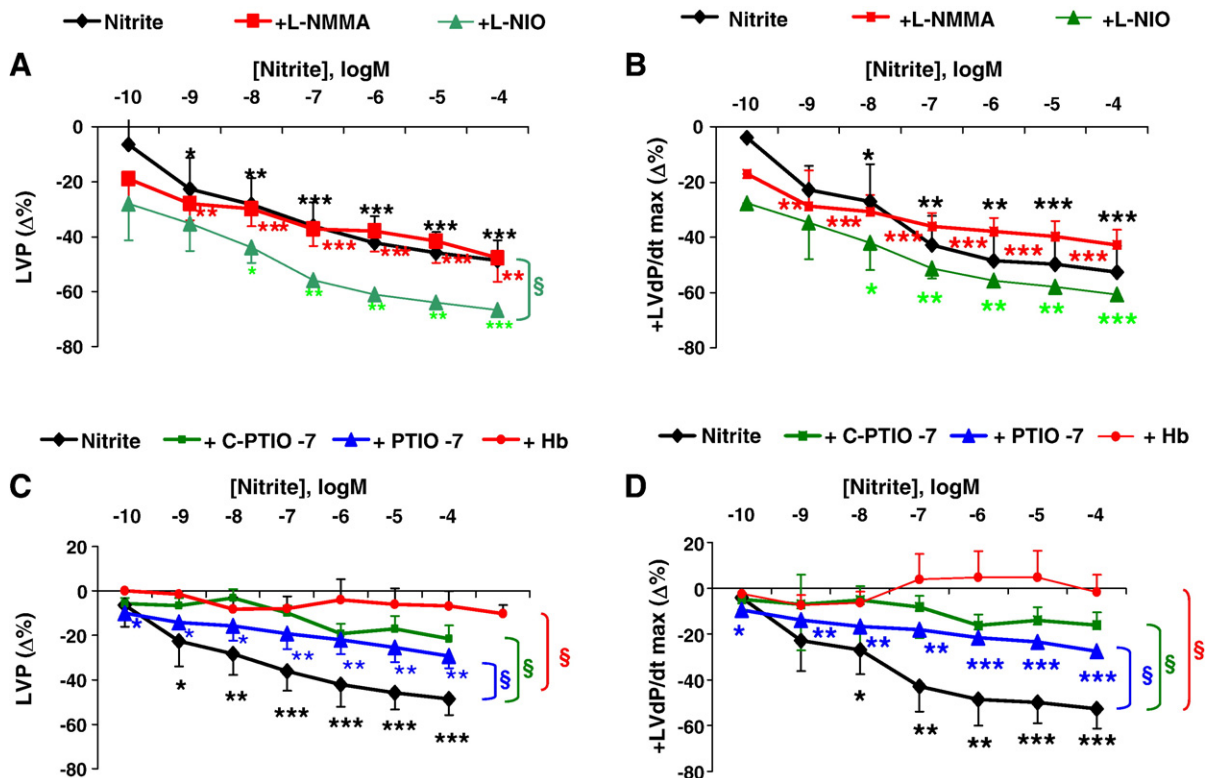 Nitrite +L-NMMA +L-NIO
Nitrite +L-NMMA +L-NIO
A
[Nitrite], logM
-10 -9 -8 -7 -6 -5 -4
0
-20
-40
-60
-80
LVP (Δ%)
* ** *** *** *** ***
** *** *** *** *** **
* ** ** ** ***
§
B
[Nitrite], logM
-10 -9 -8 -7 -6 -5 -4
0
-20
-40
-60
-80
+LVdP/dt max (Δ%)
* ** ** *** ***
** *** *** *** *** ***
* ** ** ** ***
Nitrite + C-PTIO -7 + PTIO -7 + Hb
Nitrite + C-PTIO -7 + PTIO -7 + Hb
C
[Nitrite], logM
-10 -9 -8 -7 -6 -5 -4
20
0
-20
-40
-60
-80
LVP (Δ%)
* * * ** ** ** **
* ** *** *** *** ***
§ § §
D
[Nitrite], logM
-10 -9 -8 -7 -6 -5 -4
20
0
-20
-40
-60
-80
+LVdP/dt max (Δ%)
* ** ** ** *** *** ***
* ** ** *** ***
§ § §